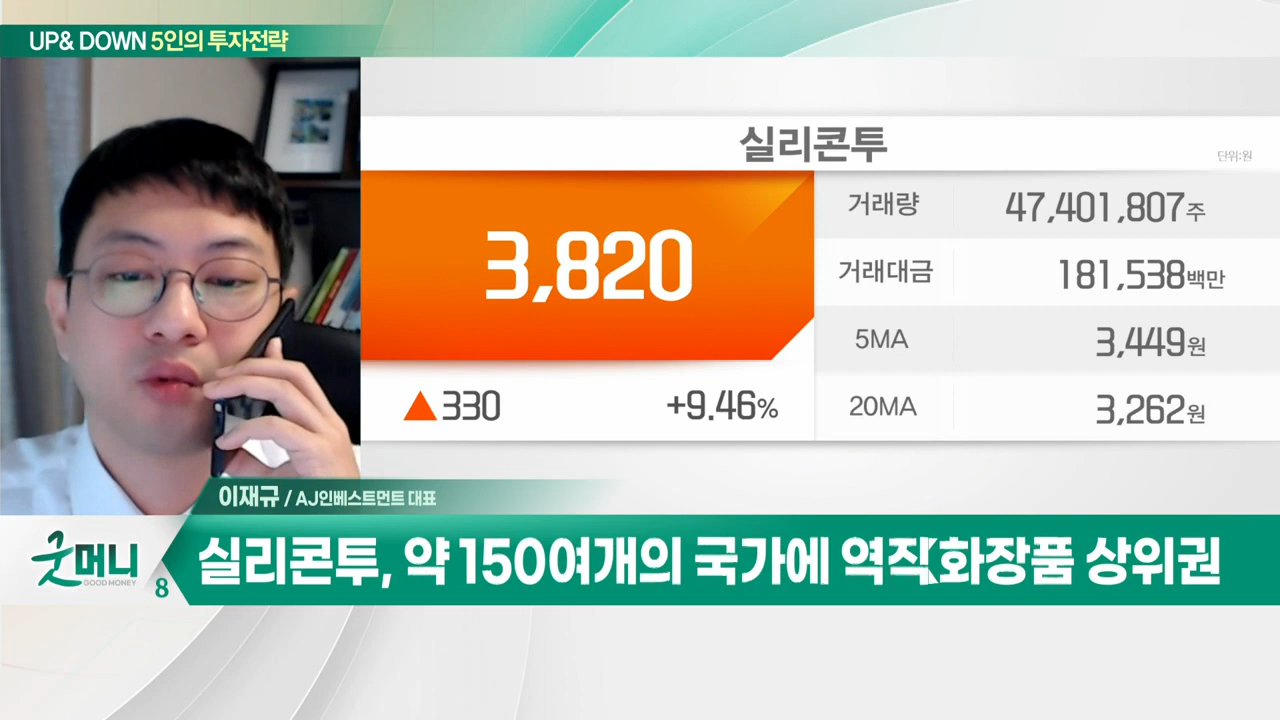 UP& DOWN 5인의 투자전략
실리콘투
단위:원
3,820
▲330 +9.46%
거래량 47,401,807주
거래대금 181,538백만
5MA 3,449원
20MA 3,262원
이재규 / AJ인베스트먼트 대표
굿머니
GOOD MONEY
8
실리콘투, 약 150여개의 국가에 역직 화장품 상위권